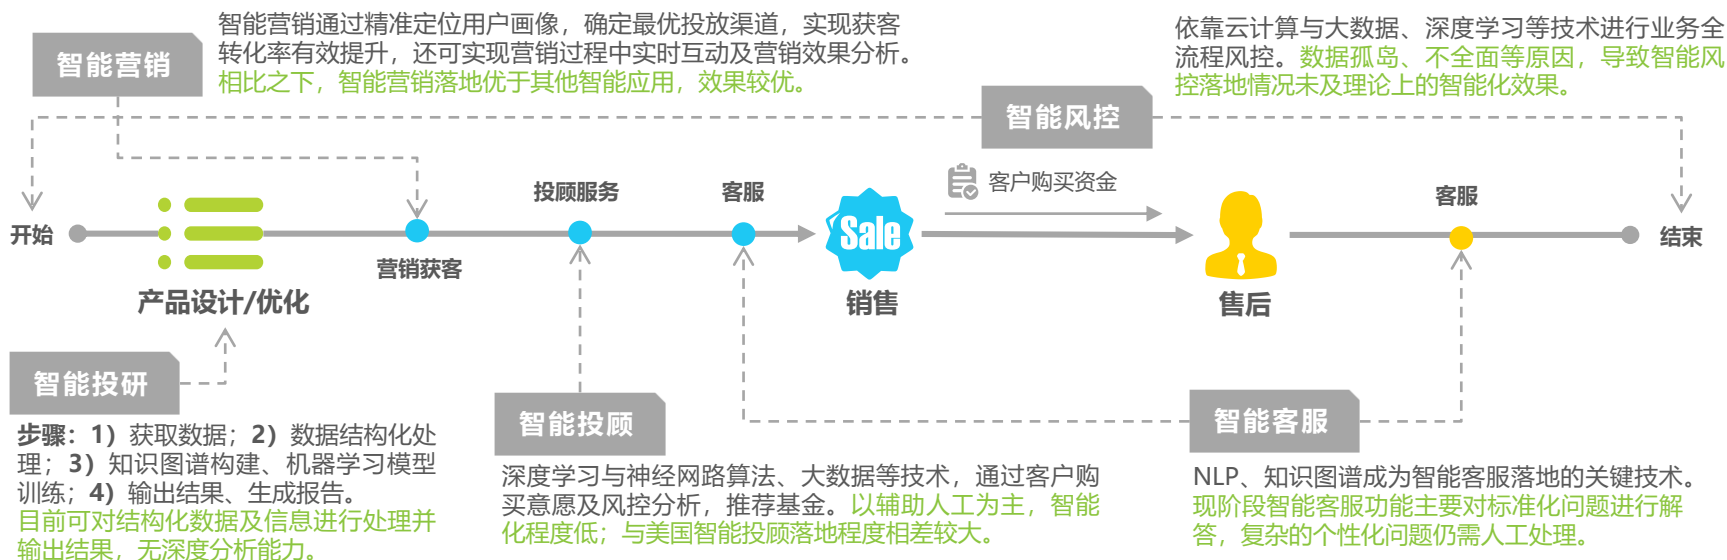 智能营销
智能营销通过精准定位用户画像，确定最优投放渠道，实现获客
转化率有效提升，还可实现营销过程中实时互动及营销效果分析。
相比之下，智能营销落地优于其他智能应用，效果较优。
依靠云计算与大数据、深度学习等技术进行业务全
流程风控。数据孤岛、不全面等原因，导致智能风
控落地情况未及理论上的智能化效果。
智能风控
开始
产品设计/优化
营销获客
投顾服务
客服
Sale
销售
客户购买资金
售后
客服
结束
智能投研
步骤：1）获取数据；2）数据结构化处
理；3）知识图谱构建、机器学习模型
训练；4）输出结果、生成报告。
目前可对结构化数据及信息进行处理并
输出结果，无深度分析能力。
智能投顾
深度学习与神经网路算法、大数据等技术，通过客户购
买意愿及风控分析，推荐基金。以辅助人工为主，智能
化程度低；与美国智能投顾落地程度相差较大。
智能客服
NLP、知识图谱成为智能客服落地的关键技术。
现阶段智能客服功能主要对标准化问题进行解
答，复杂的个性化问题仍需人工处理。